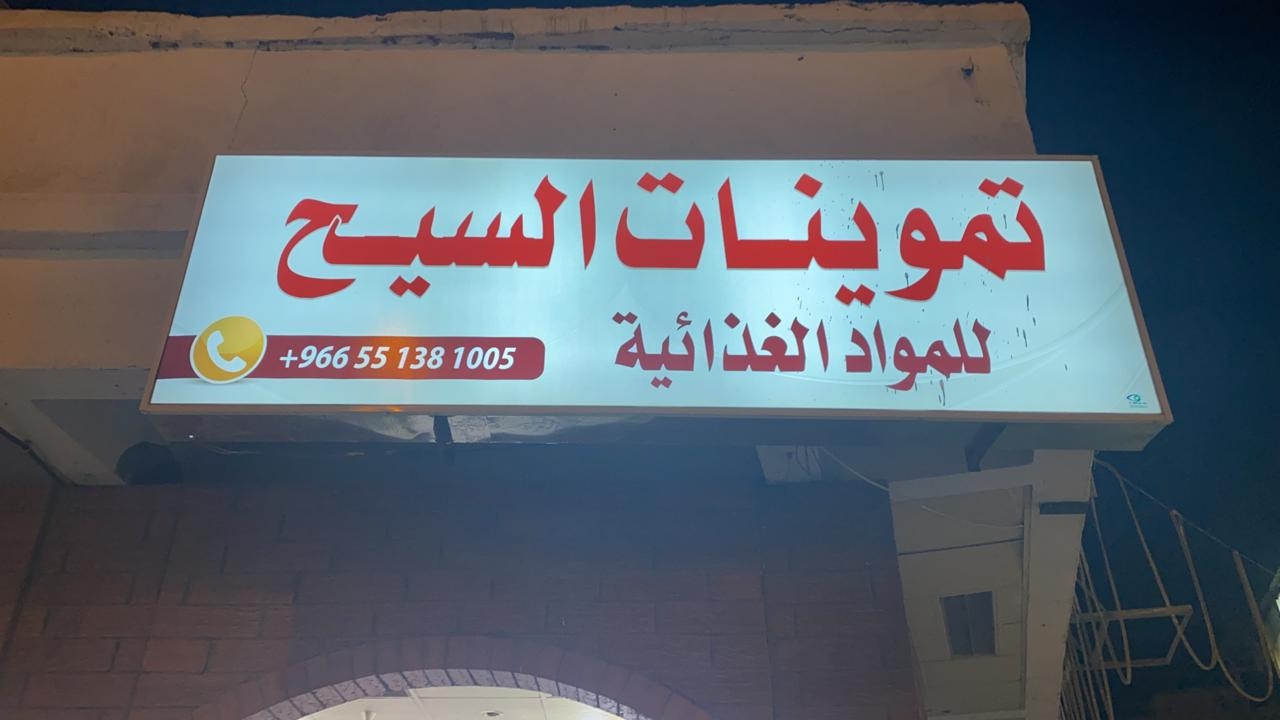 تموينات السيح
للمواد الغذائية
+966 55 138 1005